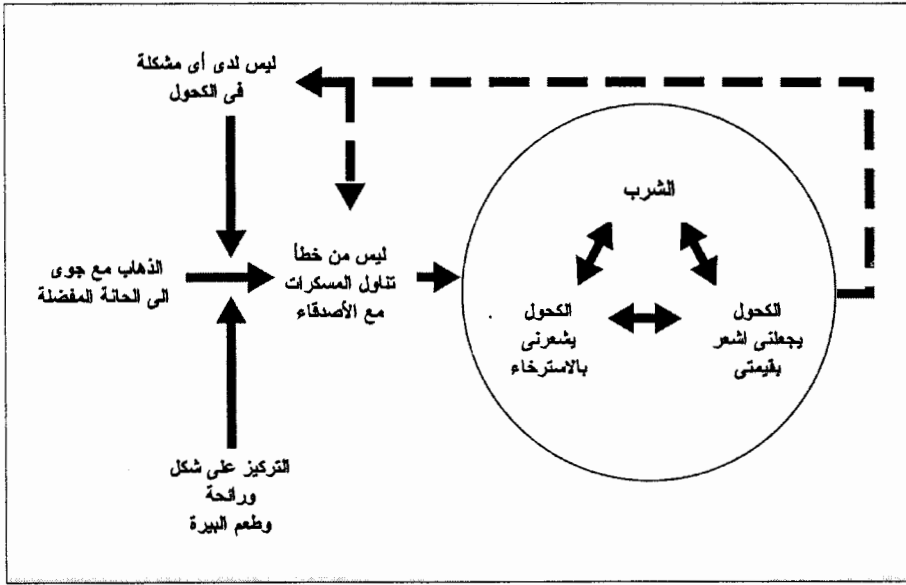 ليس لدى أى مشكلة
فى الكحول
الذهاب مع جوى
الى الحانة المفضلة
ليس من خطأ
تناول المسكرات
مع الأصدقاء
التركيز على شكل
ورائحة
وطعم البيرة
الشرب
الكحول
يجعلنى اشعر
بقيمتى
الكحول
يشعرنى
بالاسترخاء